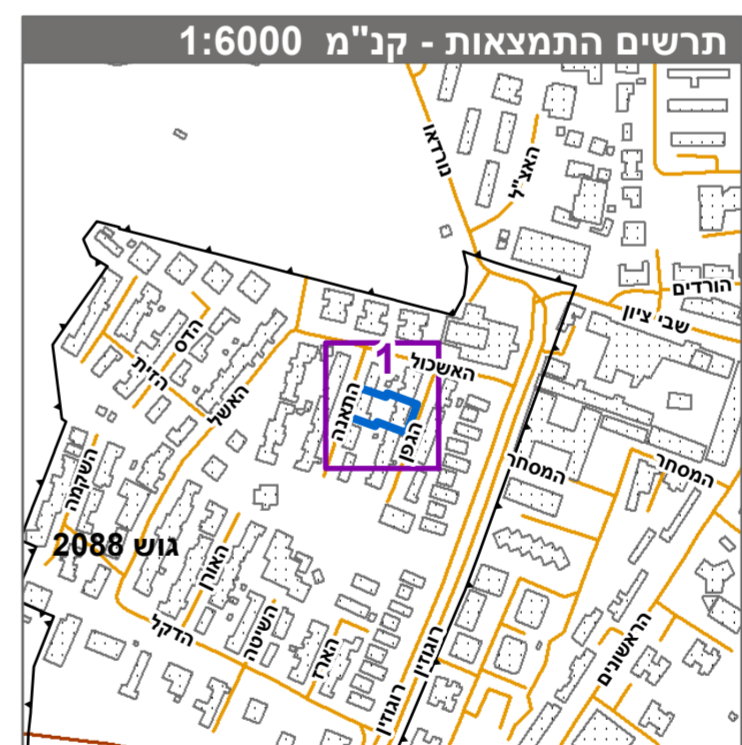 תרשים התמצאות - קנ"מ 1:6000
נורדאו
האצ"ל
הורדים
שבי ציון
הדס
הזית
האשל
1
האשכול
התאנה
הגפן
השקמה
המסחר
המסחר
גוש 2088
האורן
השיטה
הדקל
הארז
רוגוזין
רוגוזין
הראשונים